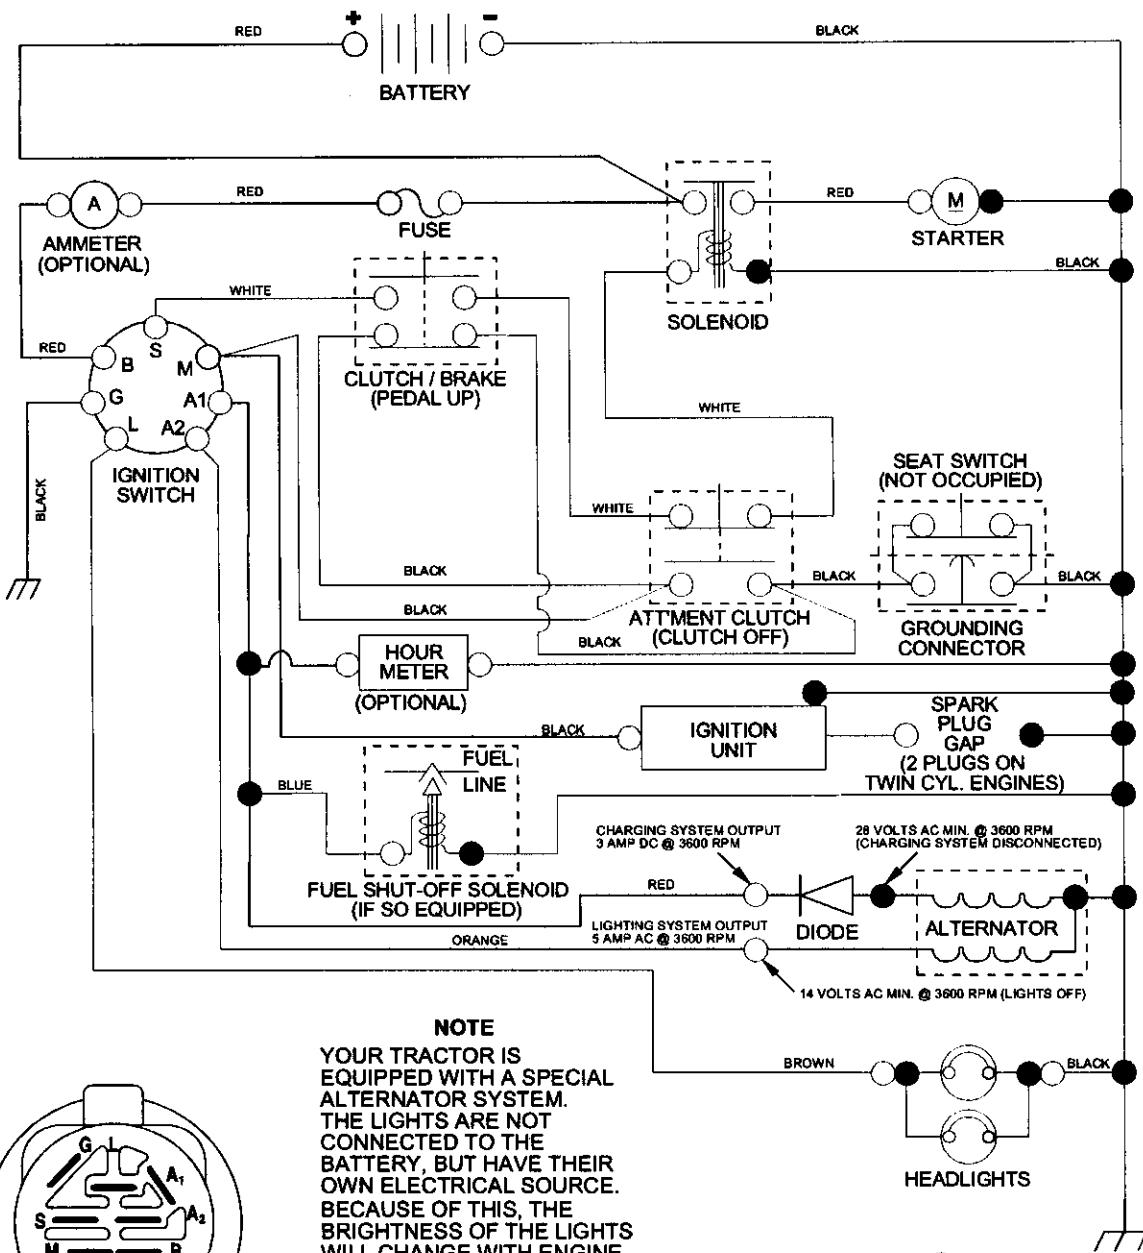 +
-
RED
BLACK
BATTERY
RED
RED
A
M
FUSE
AMMETER
(OPTIONAL)
STARTER
BLACK
WHITE
SOLENOID
RED
S
B
M
G
A1
L
A2
CLUTCH / BRAKE
(PEDAL UP)
WHITE
IGNITION
SWITCH
BLACK
SEAT SWITCH
(NOT OCCUPIED)
WHITE
BLACK
BLACK
BLACK
BLACK
ATT'MENT CLUTCH
(CLUTCH OFF)
GROUNDING
CONNECTOR
BLACK
HOUR
METER
(OPTIONAL)
BLACK
IGNITION
UNIT
SPARK
PLUG
GAP
(2 PLUGS ON
TWIN CYL. ENGINES)
FUEL
LINE
BLUE
FUEL SHUT-OFF SOLENOID
(IF SO EQUIPPED)
CHARGING SYSTEM OUTPUT
3 AMP DC @ 3600 RPM
28 VOLTS AC MIN. @ 3600 RPM
(CHARGING SYSTEM DISCONNECTED)
RED
DIODE
ALTERNATOR
LIGHTING SYSTEM OUTPUT
5 AMP AC @ 3600 RPM
ORANGE
14 VOLTS AC MIN. @ 3600 RPM (LIGHTS OFF)
BROWN
BLACK
HEADLIGHTS
NOTE
YOUR TRACTOR IS
EQUIPPED WITH A SPECIAL
ALTERNATOR SYSTEM.
THE LIGHTS ARE NOT
CONNECTED TO THE
BATTERY, BUT HAVE THEIR
OWN ELECTRICAL SOURCE.
BECAUSE OF THIS, THE
BRIGHTNESS OF THE LIGHTS
WILL CHANGE WITH ENGINE
G
L
A1
A2
S
M
B